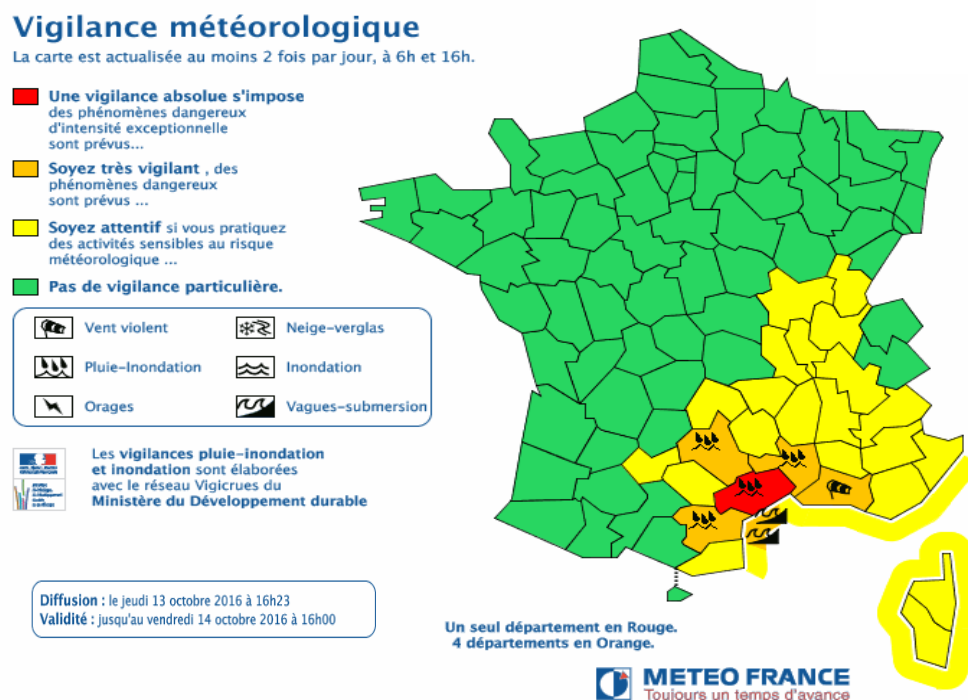 Vigilance météorologique
La carte est actualisée au moins 2 fois par jour, à 6h et 16h.
Une vigilance absolue s'impose
des phénomènes dangereux
d'intensité exceptionnelle
sont prévus...
Soyez très vigilant , des
phénomènes dangereux
sont prévus ...
Soyez attentif si vous pratiquez
des activités sensibles au risque
météorologique ...
Pas de vigilance particulière.
Vent violent
Neige-verglas
Pluie-Inondation
Inondation
Orages
Vagues-submersion
Les vigilances pluie-inondation
et inondation sont élaborées
avec le réseau Vigicrues du
Ministère du Développement durable
Diffusion : le jeudi 13 octobre 2016 à 16h23
Validité : jusqu'au vendredi 14 octobre 2016 à 16h00
Un seul département en Rouge.
4 départements en Orange.
METEO FRANCE
Toujours un temps d'avance